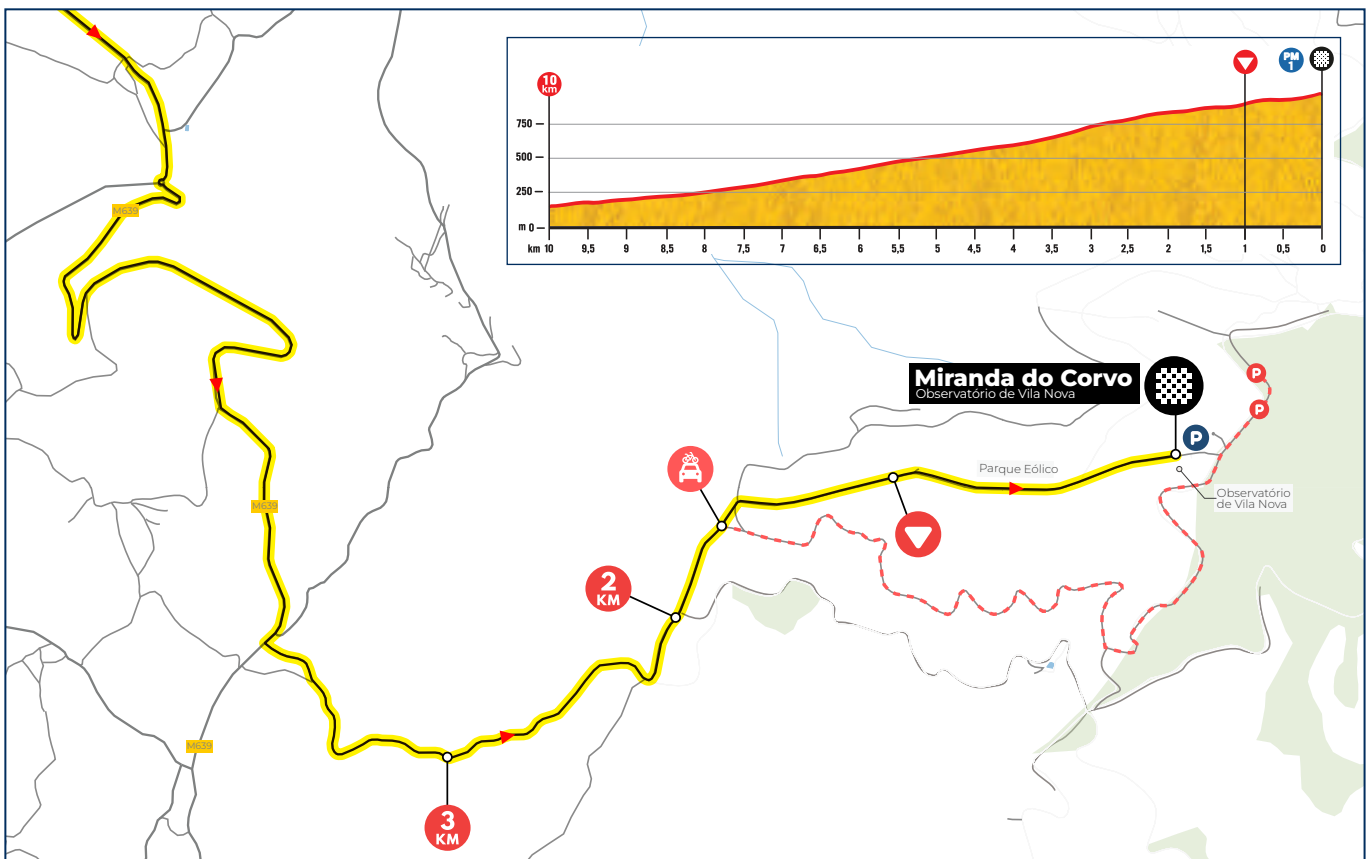 10
km
PM
1
750
500
250
m 0
km 10 9,5 9 8,5 8 7,5 7 6,5 6 5,5 5 4,5 4 3,5 3 2,5 2 1,5 1 0,5 0
M639
Miranda do Corvo
Observatório de Vila Nova
P
P
P
Parque Eólico
Observatório
de Vila Nova
M639
2
KM
M639
3
KM